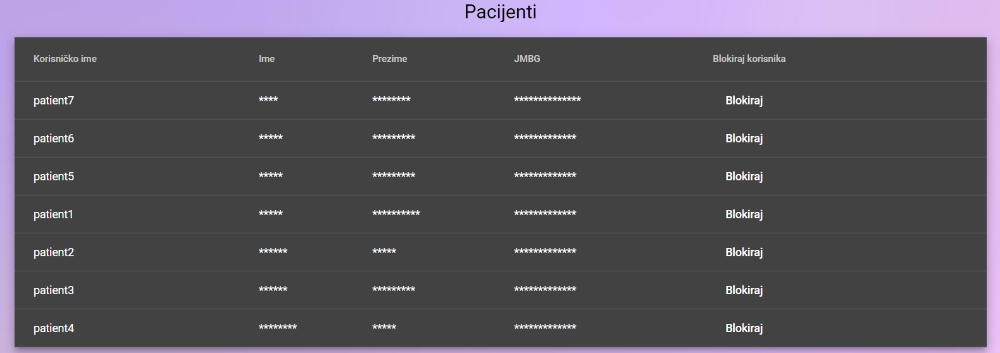 Pacijenti
Korisničko ime Ime Prezime JMBG Blokiraj korisnika
patient7 **** ******** ************** Blokiraj
patient6 ***** ********* ************* Blokiraj
patient5 ***** ********* ************* Blokiraj
patient1 ***** ********** ************* Blokiraj
patient2 ****** ***** ************* Blokiraj
patient3 ****** ********* ************* Blokiraj
patient4 ******** ***** ************* Blokiraj